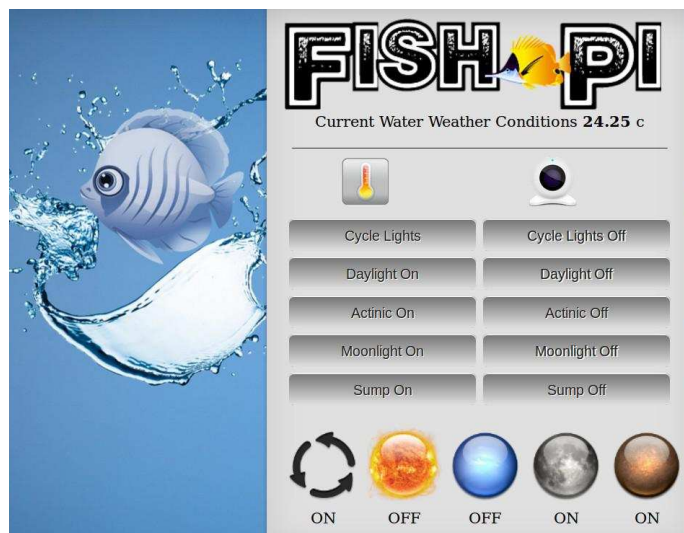 FISH PI
Current Water Weather Conditions 24.25 c
Cycle Lights Cycle Lights Off
Daylight On Daylight Off
Actinic On Actinic Off
Moonlight On Moonlight Off
Sump On Sump Off
ON OFF OFF ON ON